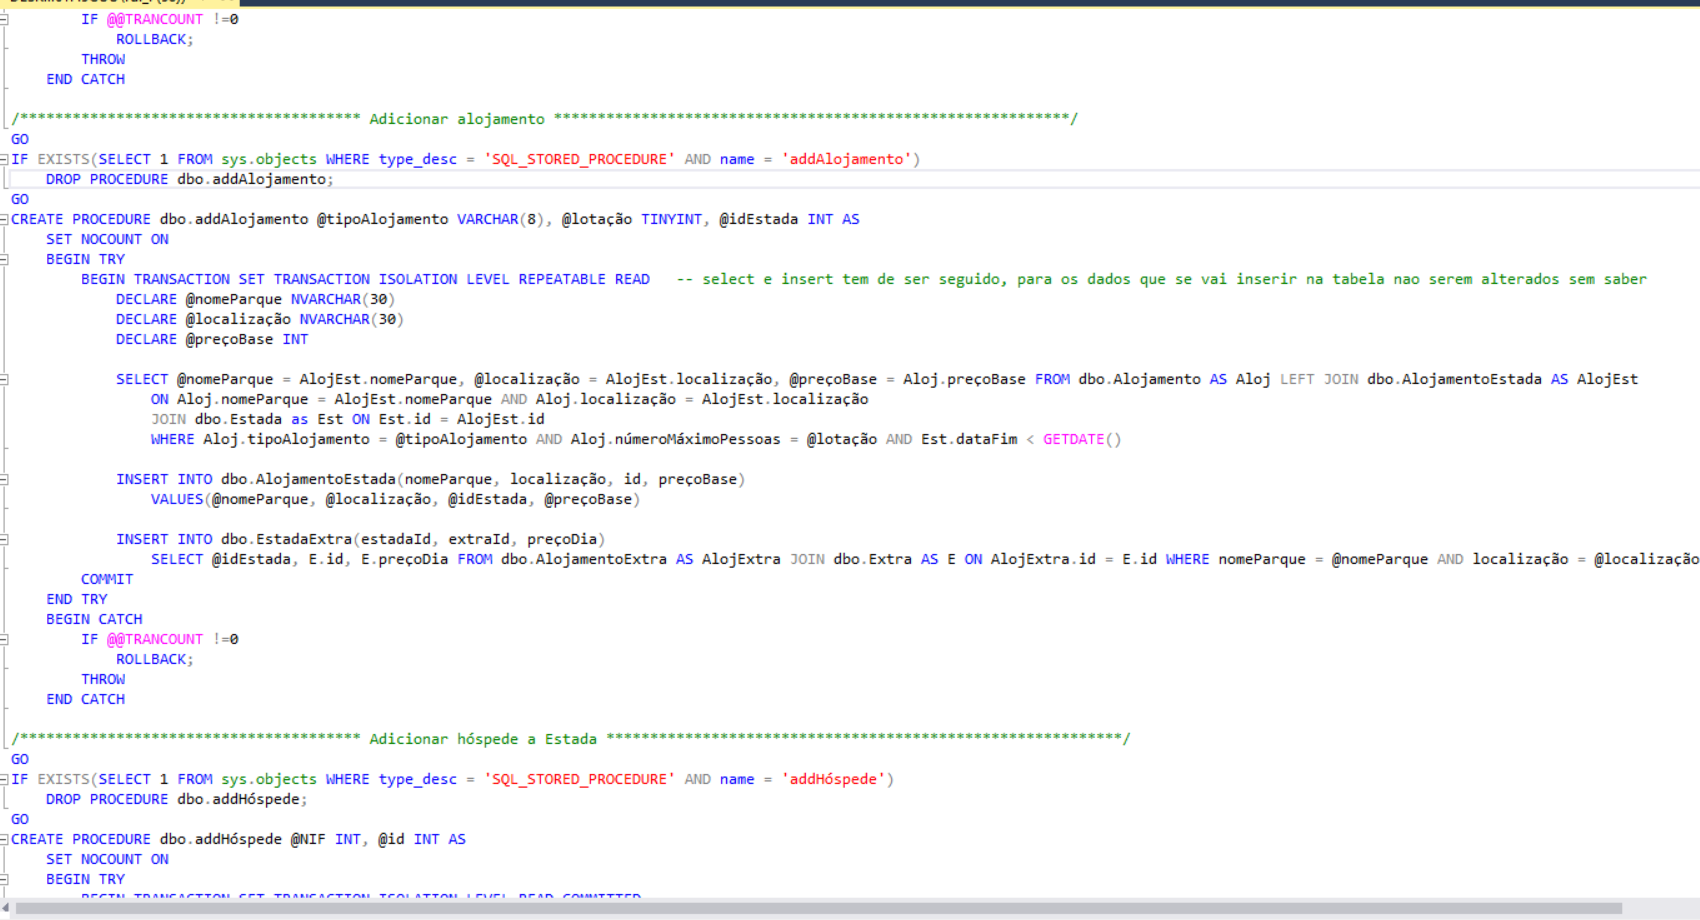 IF @@TRANCOUNT !=0
ROLLBACK;
THROW
END CATCH
/*************************************** Adicionar alojamento ***********************************************************/
GO
IF EXISTS(SELECT 1 FROM sys.objects WHERE type_desc = 'SQL_STORED_PROCEDURE' AND name = 'addAlojamento')
DROP PROCEDURE dbo.addAlojamento;
GO
CREATE PROCEDURE dbo.addAlojamento @tipoAlojamento VARCHAR(8), @lotação TINYINT, @idEstada INT AS
SET NOCOUNT ON
BEGIN TRY
BEGIN TRANSACTION SET TRANSACTION ISOLATION LEVEL REPEATABLE READ -- select e insert tem de ser seguido, para os dados que se vai inserir na tabela nao serem alterados sem saber
DECLARE @nomeParque NVARCHAR(30)
DECLARE @localização NVARCHAR(30)
DECLARE @preçoBase INT
SELECT @nomeParque = AlojEst.nomeParque, @localização = AlojEst.localização, @preçoBase = Aloj.preçoBase FROM dbo.Alojamento AS Aloj LEFT JOIN dbo.AlojamentoEstada AS AlojEst
ON Aloj.nomeParque = AlojEst.nomeParque AND Aloj.localização = AlojEst.localização
JOIN dbo.Estada as Est ON Est.id = AlojEst.id
WHERE Aloj.tipoAlojamento = @tipoAlojamento AND Aloj.númeroMáximoPessoas = @lotação AND Est.dataFim < GETDATE()
INSERT INTO dbo.AlojamentoEstada(nomeParque, localização, id, preçoBase)
VALUES(@nomeParque, @localização, @idEstada, @preçoBase)
INSERT INTO dbo.EstadaExtra(estadaId, extraId, preçoDia)
SELECT @idEstada, E.id, E.preçoDia FROM dbo.AlojamentoExtra AS AlojExtra JOIN dbo.Extra AS E ON AlojExtra.id = E.id WHERE nomeParque = @nomeParque AND localização = @localização
COMMIT
END TRY
BEGIN CATCH
IF @@TRANCOUNT !=0
ROLLBACK;
THROW
END CATCH
/*************************************** Adicionar hóspede a Estada ***********************************************************/
GO
IF EXISTS(SELECT 1 FROM sys.objects WHERE type_desc = 'SQL_STORED_PROCEDURE' AND name = 'addHóspede')
DROP PROCEDURE dbo.addHóspede;
GO
CREATE PROCEDURE dbo.addHóspede @NIF INT, @id INT AS
SET NOCOUNT ON
BEGIN TRY
BEGIN TRANSACTION SET TRANSACTION ISOLATION LEVEL READ COMMITTED